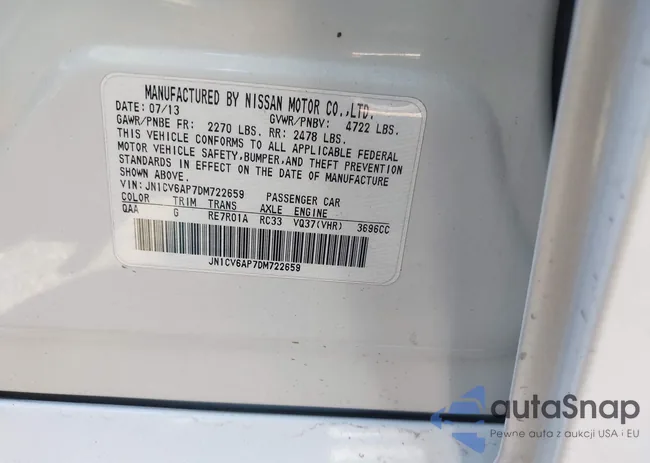 MANUFACTURED BY NISSAN MOTOR CO.,LTD.
DATE: 07/13 GVWR/PNBV: 4722 LBS.
GAWR/PNBE FR: 2270 LBS. RR: 2478 LBS.
THIS VEHICLE CONFORMS TO ALL APPLICABLE FEDERAL
MOTOR VEHICLE SAFETY,BUMPER,AND THEFT PREVENTION
STANDARDS IN EFFECT ON THE DATE OF MANUFACTURE
SHOWN ABOVE.
VIN: JN1CV6AP7DM722659 PASSENGER CAR
COLOR TRIM TRANS AXLE ENGINE
QAA G RE7R01A RC33 VQ37(VHR) 3696CC
JN1CV6AP7DM722659
autaSnap
Pewne auta z aukcji USA i EU